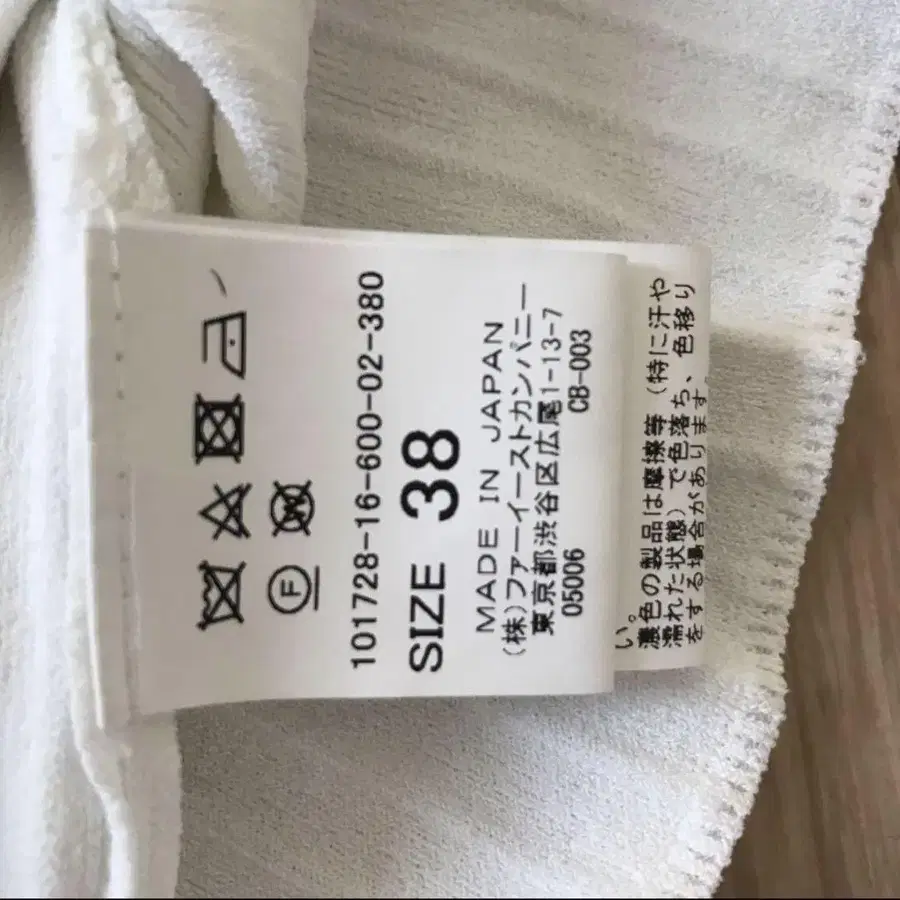 F
W
101728-16-600-02-380
SIZE 38
MADE IN JAPAN
(株)ファーイーストカンパニー
東京都渋谷区広尾1-13-7
05006 CB-003
い。
濃色の製品は摩擦等(特に汗や
濡れた状態)で色落ち、色移り
をする場合があります。